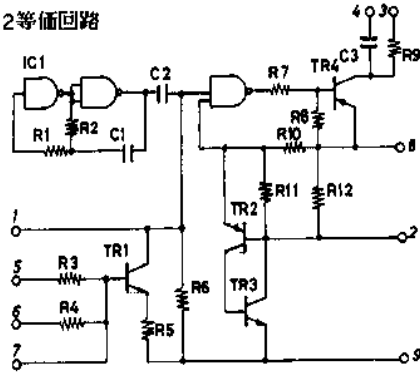 2等価回路
4 3
IC1
C2
C3
R9
R7
TR4
R2
R8
R1
C1
R10
8
R11
R12
TR2
1
2
TR1
5
R3
R6
TR3
6
R4
R5
7
9